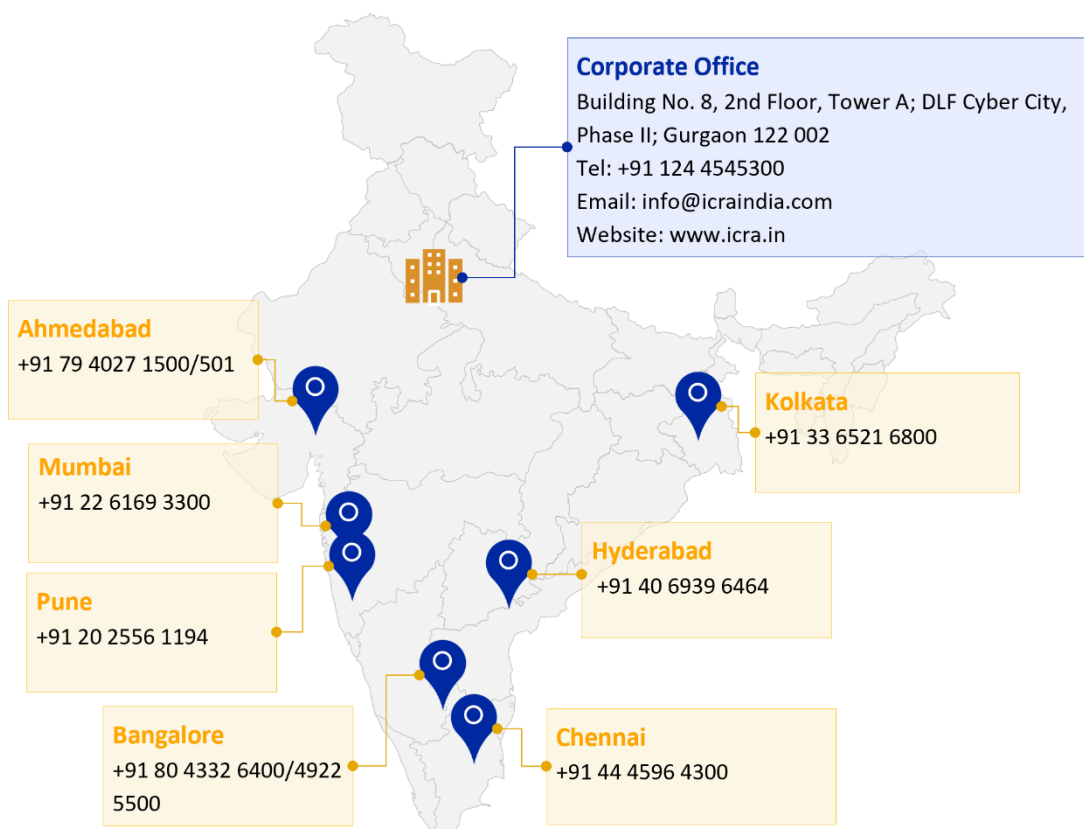 Corporate Office
Building No. 8, 2nd Floor, Tower A; DLF Cyber City,
Phase II; Gurgaon 122 002
Tel: +91 124 4545300
Email: info@icraindia.com
Website: www.icra.in
Ahmedabad
+91 79 4027 1500/501
Kolkata
+91 33 6521 6800
Mumbai
+91 22 6169 3300
Hyderabad
+91 40 6939 6464
Pune
+91 20 2556 1194
Bangalore
+91 80 4332 6400/4922
5500
Chennai
+91 44 4596 4300